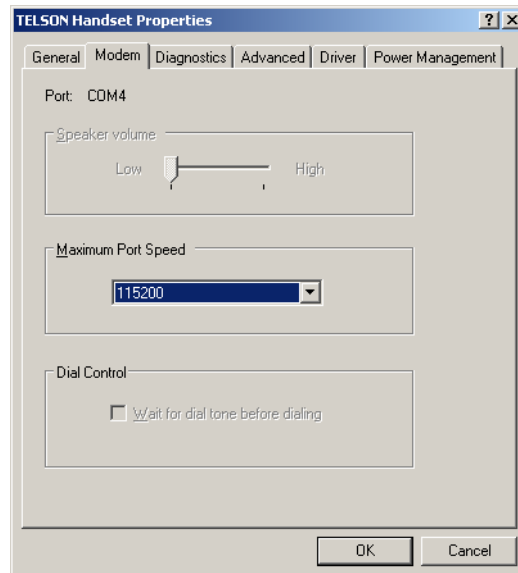 TELSON Handset Properties
General Modem Diagnostics Advanced Driver Power Management
Port: COM4
Speaker volume
Low High
Maximum Port Speed
115200
Dial Control
Wait for dial tone before dialing
OK Cancel